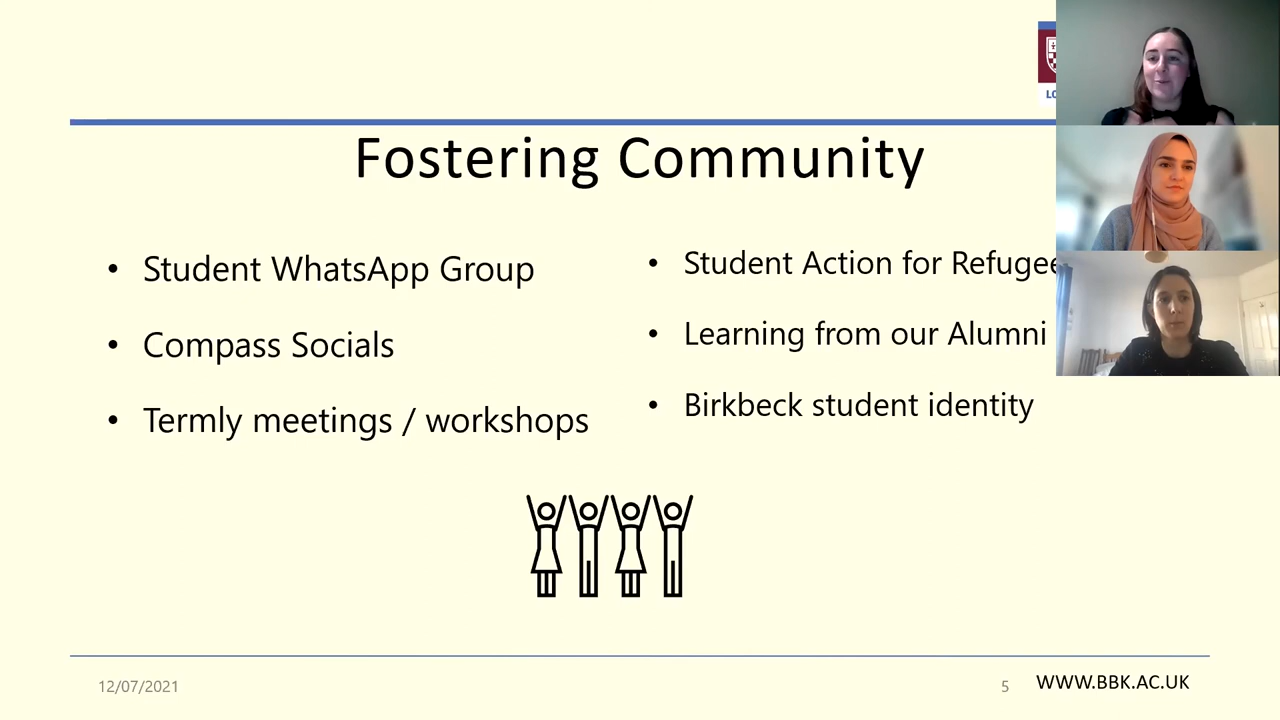 Fostering Community
• Student WhatsApp Group
• Compass Socials
• Termly meetings / workshops
• Student Action for
• Learning from our Alumni
• Birkbeck student identity
12/07/2021
5
WWW.BBK.AC.UK